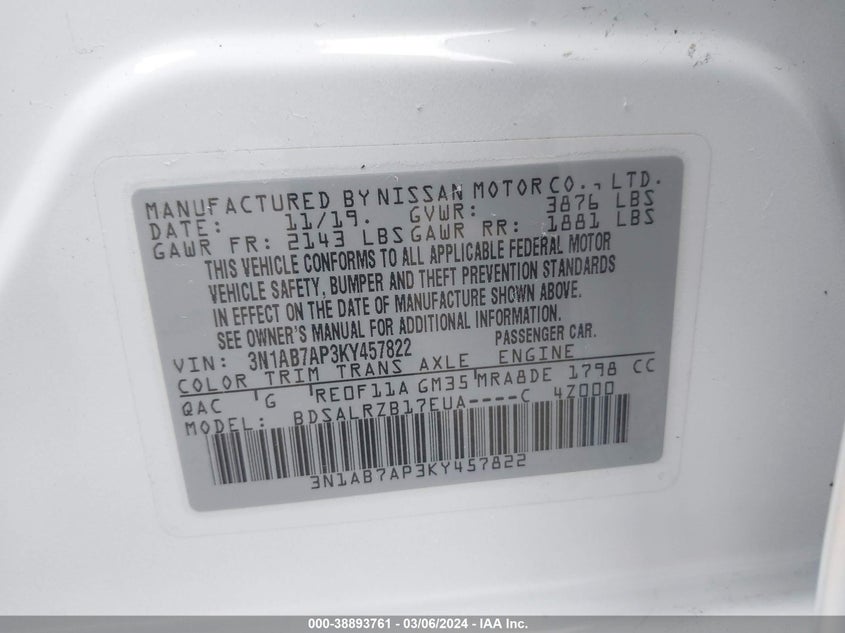 MANUFACTURED BY NISSAN MOTOR CO., LTD.
DATE: 11/19. GVWR: 3876 LBS
GAWR FR: 2143 LBS GAWR RR: 1881 LBS
THIS VEHICLE CONFORMS TO ALL APPLICABLE FEDERAL MOTOR
VEHICLE SAFETY, BUMPER AND THEFT PREVENTION STANDARDS
IN EFFECT ON THE DATE OF MANUFACTURE SHOWN ABOVE.
SEE OWNER'S MANUAL FOR ADDITIONAL INFORMATION.
VIN: 3N1AB7AP3KY457822 PASSENGER CAR.
COLOR TRIM TRANS AXLE ENGINE
QAC G RE0F11A GM35 MRA8DE 1798 CC
MODEL: BDSALRZB17EUA----C 4Z000
3N1AB7AP3KY457822
000-38893761 - 03/06/2024 - IAA Inc.